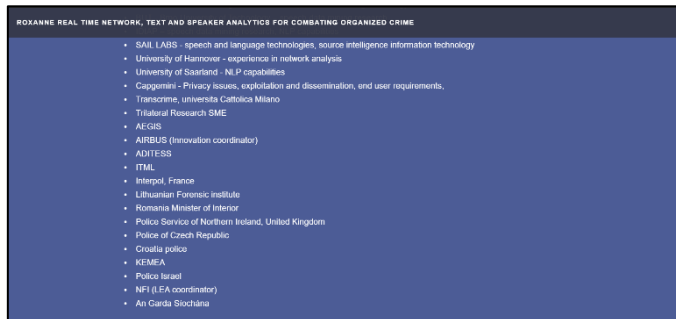 ROXANNE REAL TIME NETWORK, TEXT AND SPEAKER ANALYTICS FOR COMBATING ORGANIZED CRIME
• SAIL LABS - speech and language technologies, source intelligence information technology
• University of Hannover - experience in network analysis
• University of Saarland - NLP capabilities
• Capgemini - Privacy issues, exploitation and dissemination, end user requirements,
• Transcrime, universita Cattolica Milano
• Trilateral Research SME
• AEGIS
• AIRBUS (Innovation coordinator)
• ADITESS
• ITML
• Interpol, France
• Lithuanian Forensic institute
• Romania Minister of Interior
• Police Service of Northern Ireland, United Kingdom
• Police of Czech Republic
• Croatia police
• KEMEA
• Police Israel
• NFI (LEA coordinator)
• An Garda Síochána